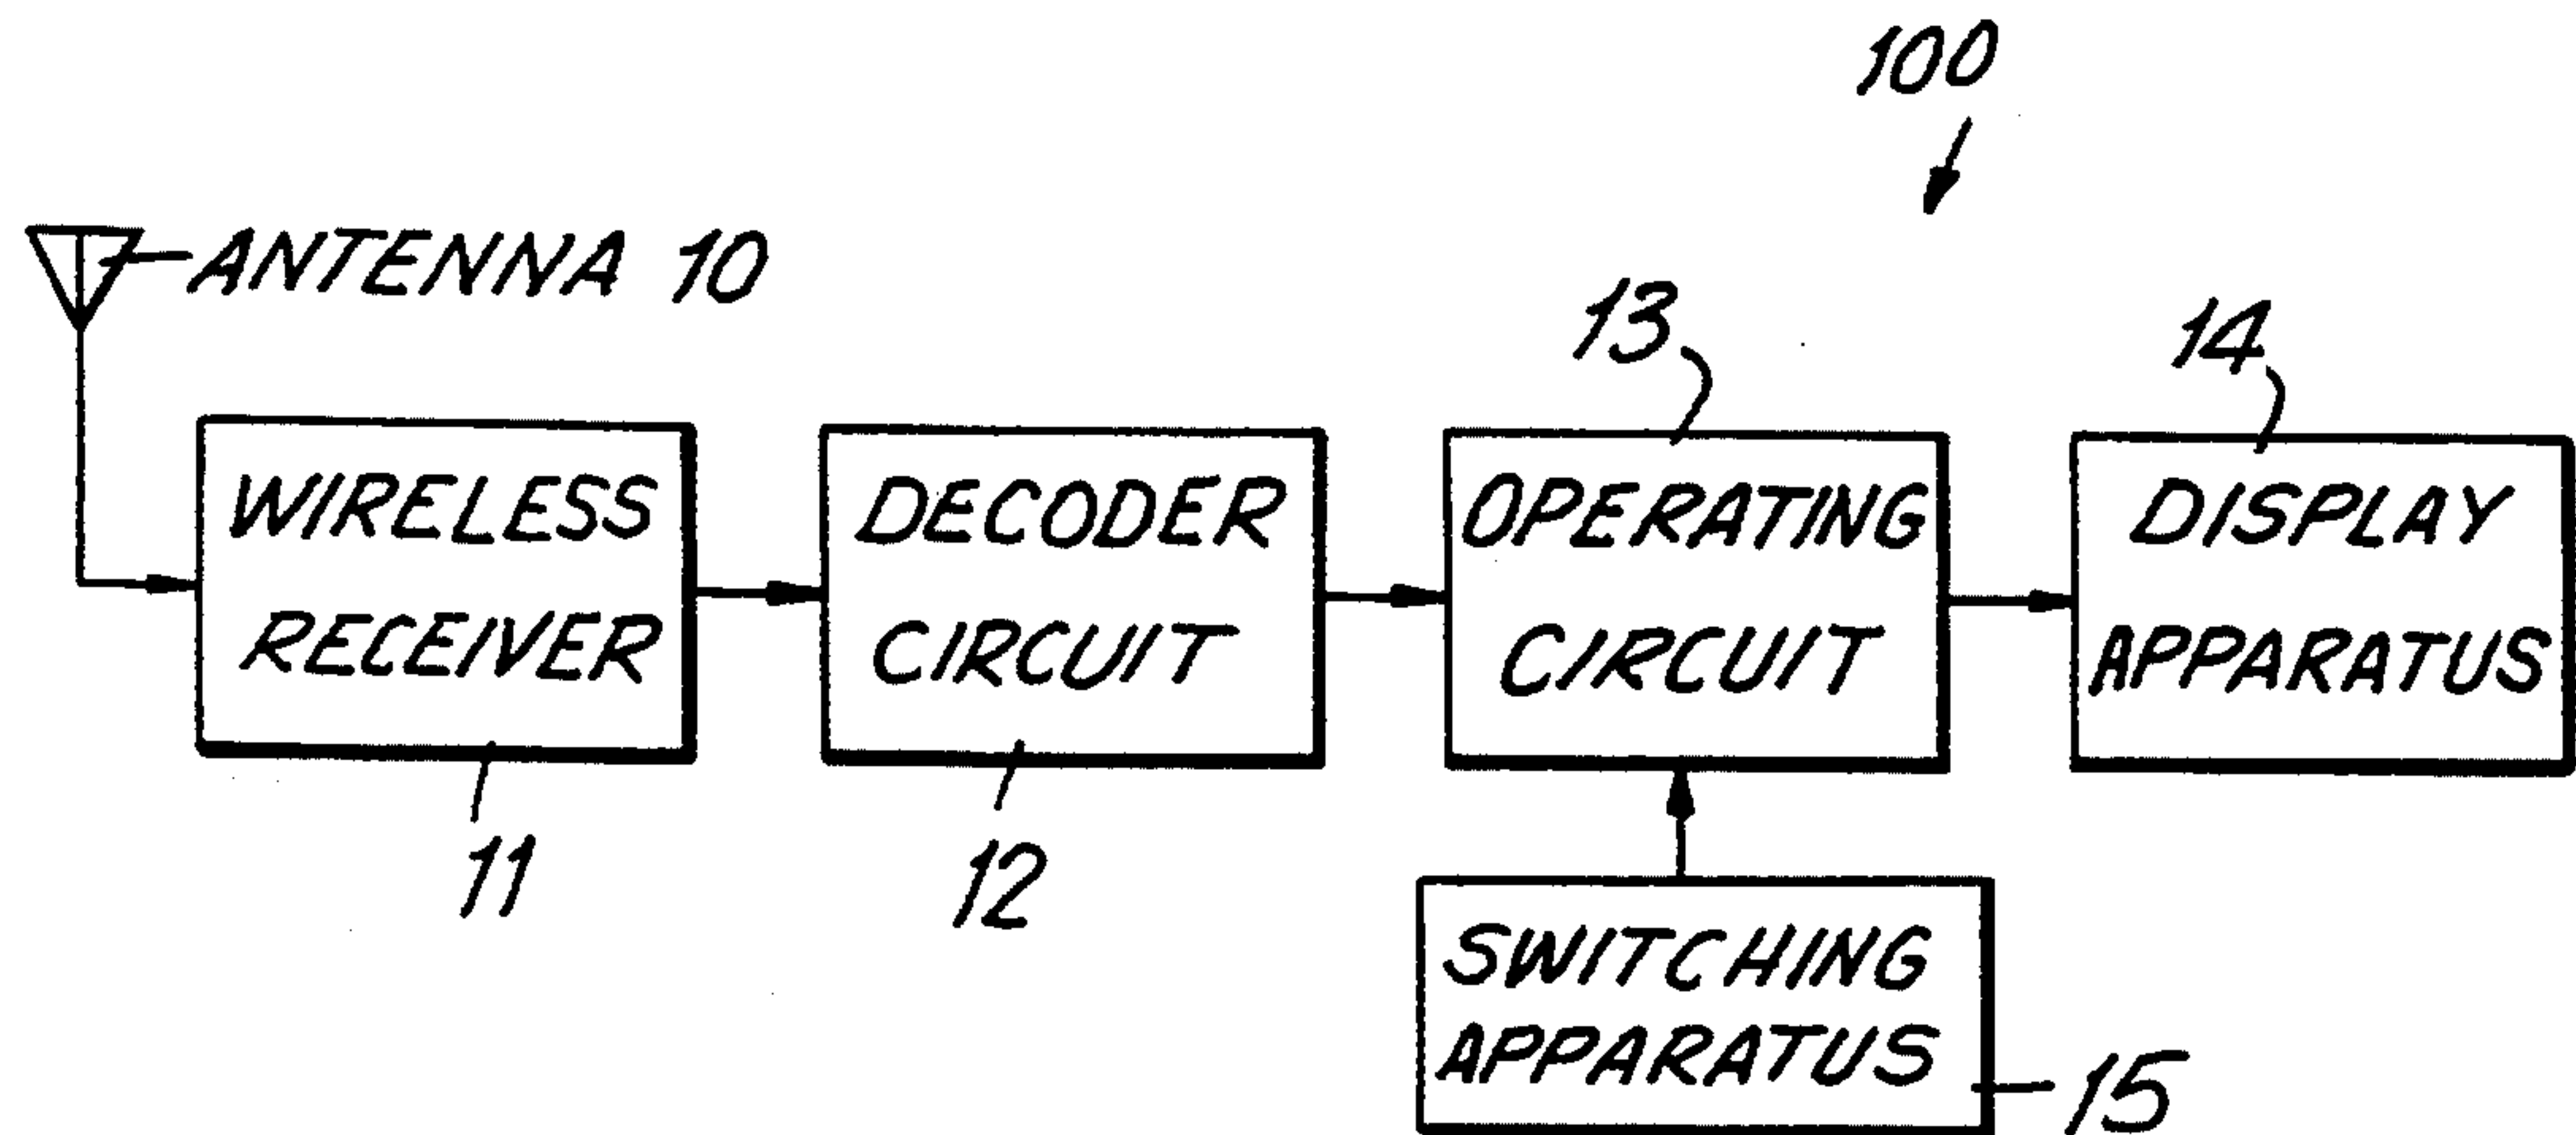 100
ANTENNA 10
13
14
WIRELESS
RECEIVER
DECODER
CIRCUIT
OPERATING
CIRCUIT
DISPLAY
APPARATUS
11
12
SWITCHING
APPARATUS
15